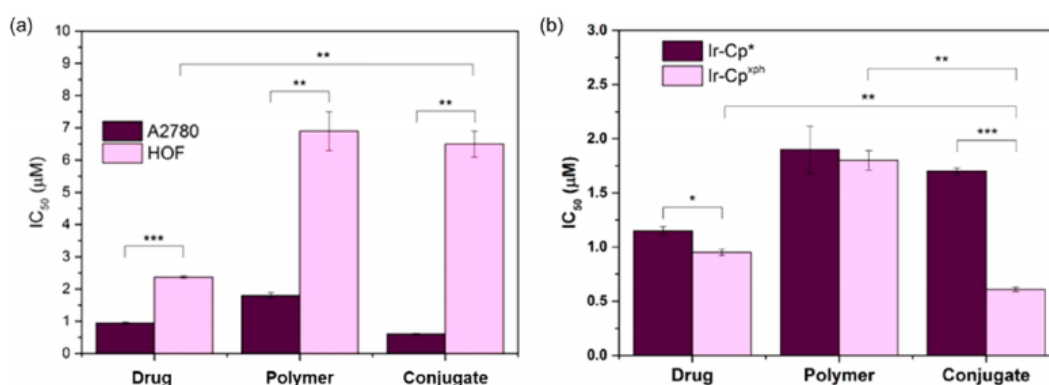 (a)
10
9
8
7
6
5
4
3
2
1
0
IC₅₀ (μM)
A2780
HOF
***
**
**
**
Drug Polymer Conjugate
(b)
3.0
2.5
2.0
1.5
1.0
0.5
0.0
IC₅₀ (μM)
Ir-Cp*
Ir-Cpˣᵖʰ
*
**
**
***
Drug Polymer Conjugate